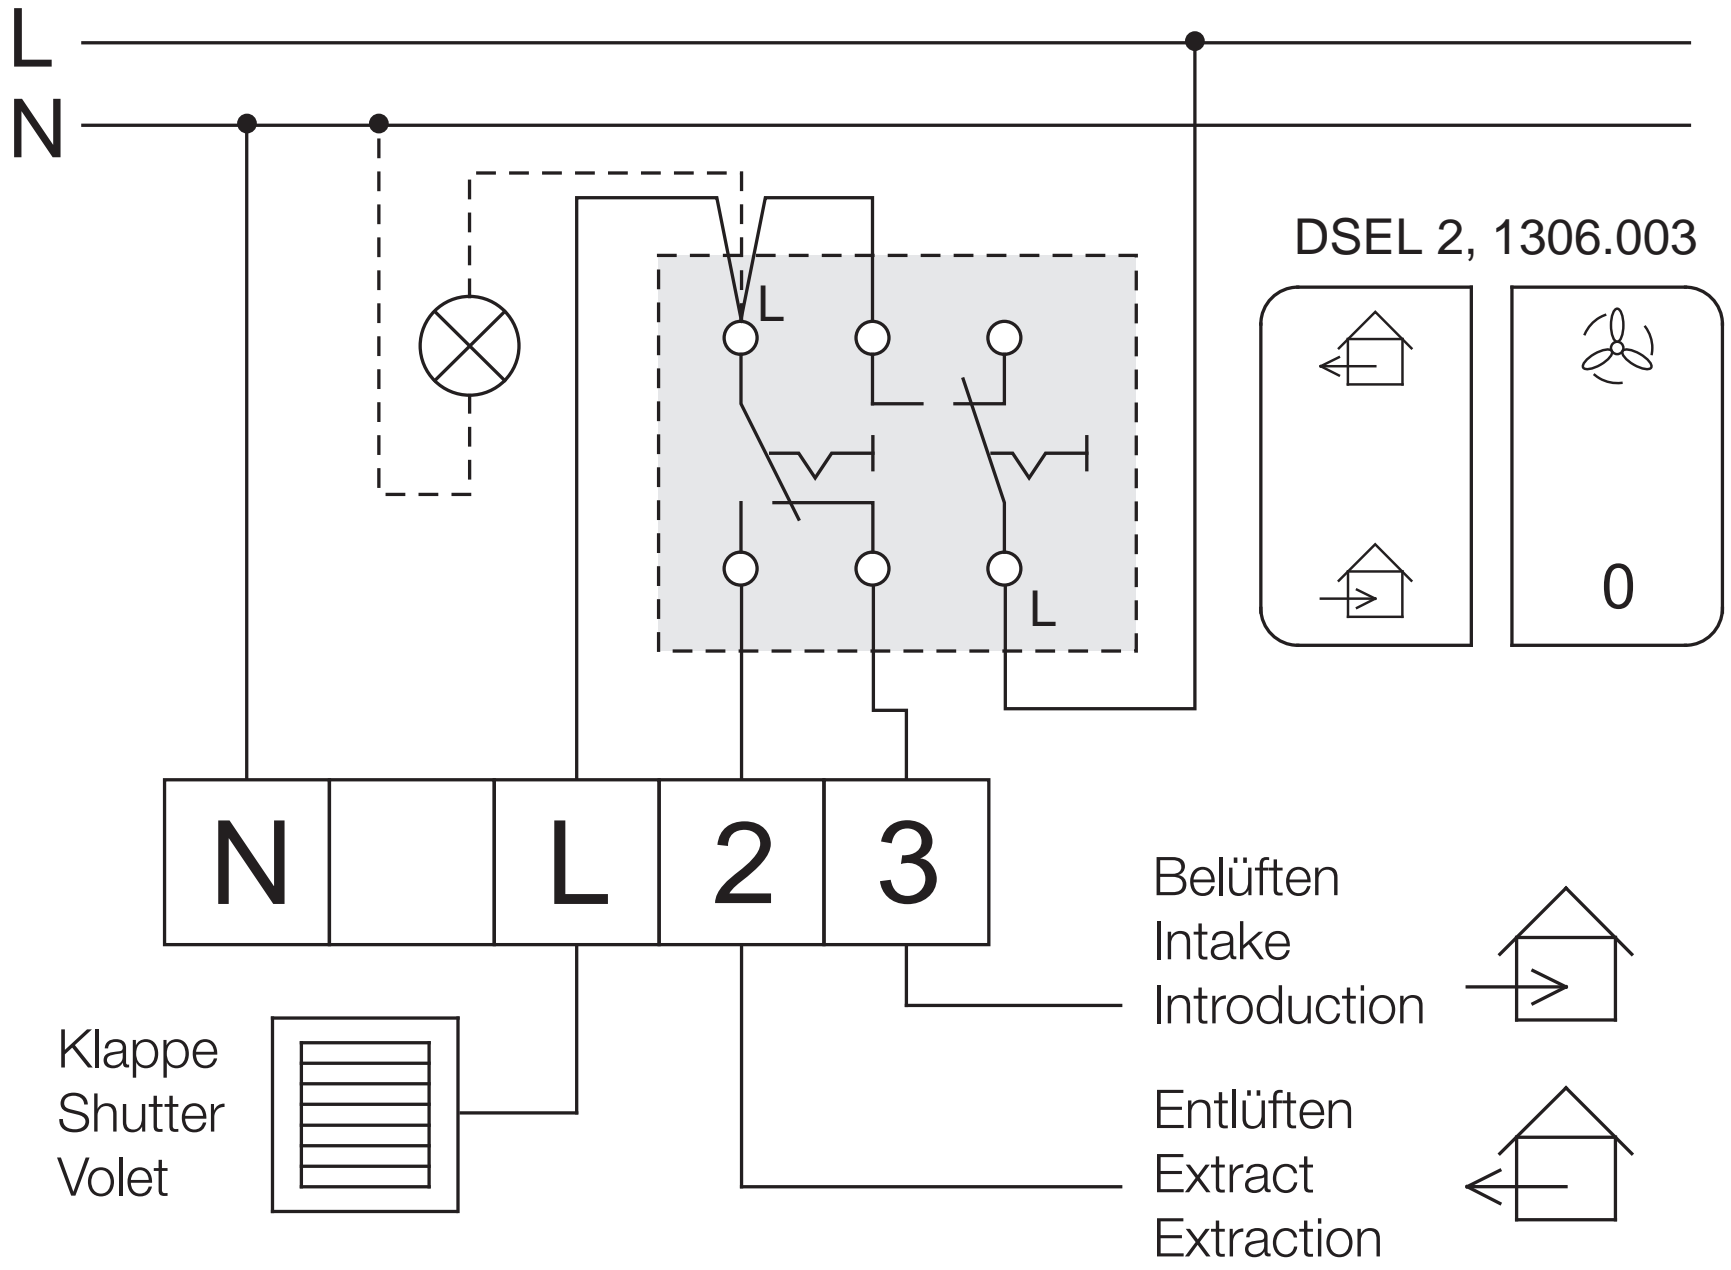 L
N
DSEL 2, 1306.003
L
0
L
N L 2 3
Belüften
Intake
Introduction
Klappe
Shutter
Volet
Entlüften
Extract
Extraction